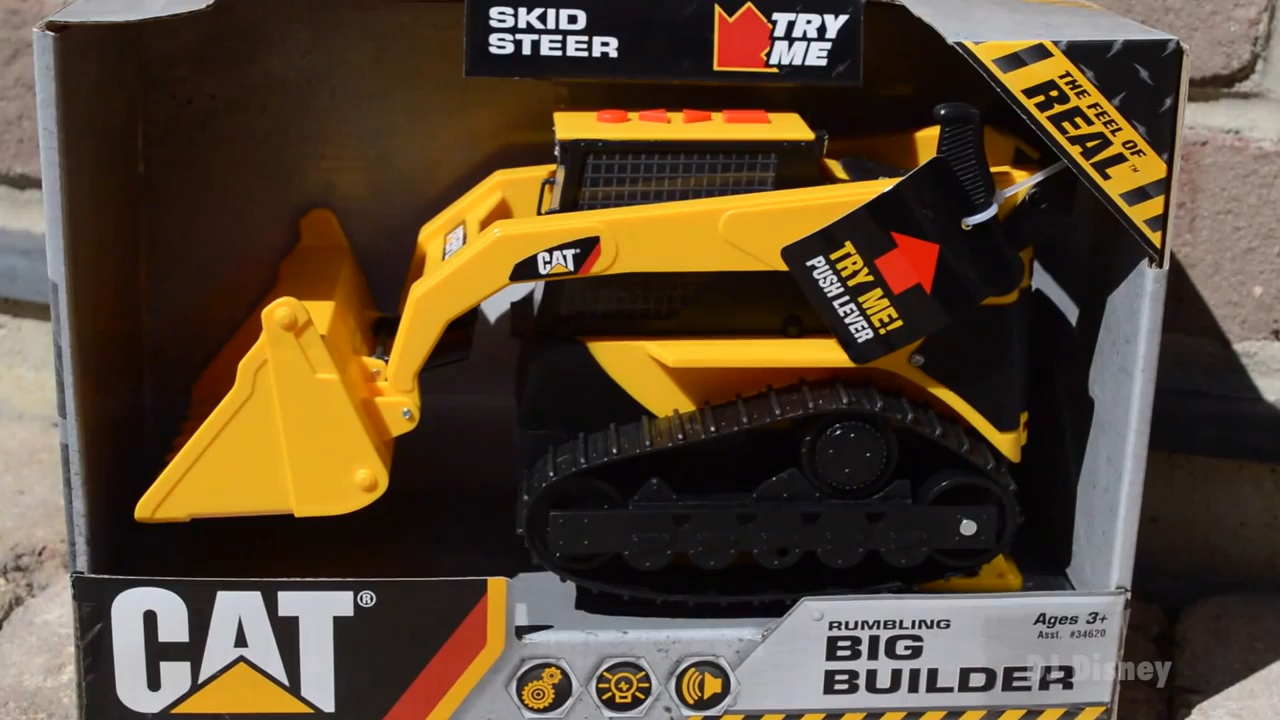 SKID
STEER
TRY
ME
THE FEEL OF
REAL™
CAT
TRY ME!
PUSH LEVER
CAT®
RUMBLING
BIG
BUILDER
Ages 3+
Asst. #34620
DJ Disney